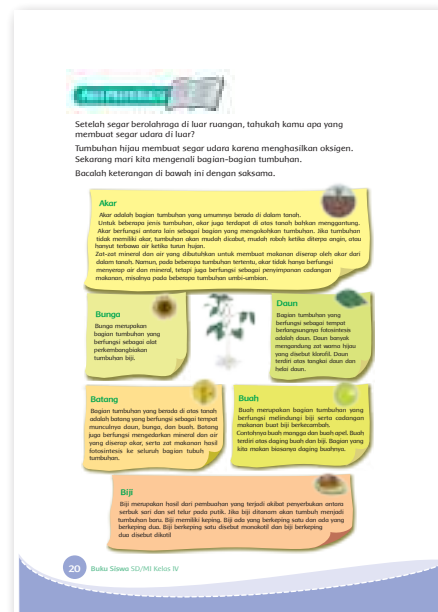 Ayo Membaca
Setelah segar berolahraga di luar ruangan, tahukah kamu apa yang
membuat segar udara di luar?
Tumbuhan hijau membuat segar udara karena menghasilkan oksigen.
Sekarang mari kita mengenali bagian-bagian tumbuhan.
Bacalah keterangan di bawah ini dengan saksama.
Akar
Akar adalah bagian tumbuhan yang umumnya berada di dalam tanah.
Untuk beberapa jenis tumbuhan, akar juga terdapat di atas tanah bahkan menggantung.
Akar berfungsi antara lain sebagai bagian yang mengokohkan tumbuhan. Jika tumbuhan
tidak memiliki akar, tumbuhan akan mudah dicabut, mudah roboh ketika diterpa angin, atau
hanyut terbawa air ketika turun hujan.
Zat-zat mineral dan air yang dibutuhkan untuk membuat makanan diserap oleh akar dari
dalam tanah. Namun, pada beberapa tumbuhan tertentu, akar tidak hanya berfungsi
menyerap air dan mineral, tetapi juga berfungsi sebagai penyimpanan cadangan
makanan, misalnya pada beberapa tumbuhan umbi-umbian.
Bunga
Bunga merupakan
bagian tumbuhan yang
berfungsi sebagai alat
perkembangbiakan
tumbuhan biji.
Daun
Bagian tumbuhan yang
berfungsi sebagai tempat
berlangsungnya fotosintesis
adalah daun. Daun banyak
mengandung zat warna hijau
yang disebut klorofil. Daun
terdiri atas tangkai daun dan
helai daun.
Batang
Bagian tumbuhan yang berada di atas tanah
adalah batang yang berfungsi sebagai tempat
munculnya daun, bunga, dan buah. Batang
juga berfungsi mengedarkan mineral dan air
yang diserap akar, serta zat makanan hasil
fotosintesis ke seluruh bagian tubuh
tumbuhan.
Buah
Buah merupakan bagian tumbuhan yang
berfungsi melindungi biji serta cadangan
makanan buat biji berkecambah.
Contohnya buah mangga dan buah apel. Buah
terdiri atas daging buah dan biji. Bagian yang
kita makan biasanya daging buahnya.
Biji
Biji merupakan hasil dari pembuahan yang terjadi akibat penyerbukan antara
serbuk sari dan sel telur pada putik. Jika biji ditanam akan tumbuh menjadi
tumbuhan baru. Biji memiliki keping. Biji ada yang berkeping satu dan ada yang
berkeping dua. Biji berkeping satu disebut monokotil dan biji berkeping
dua disebut dikotil
20 Buku Siswa SD/MI Kelas IV